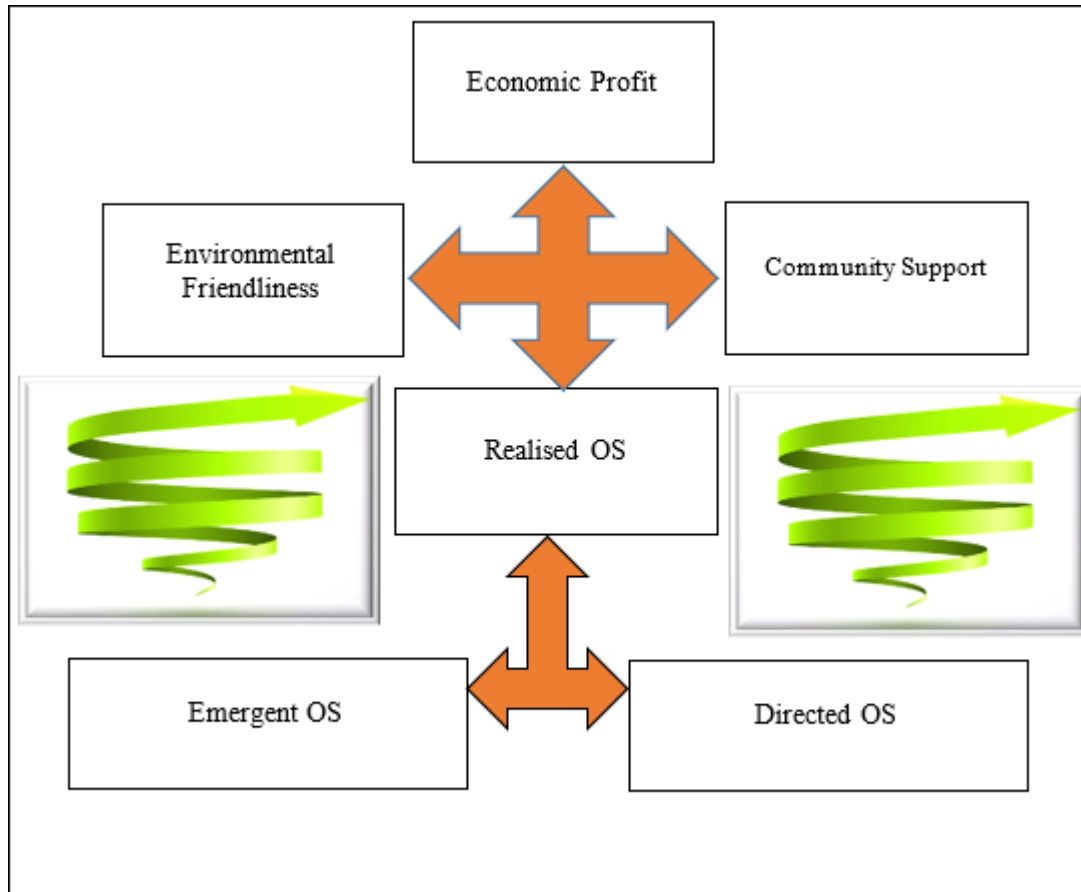 Economic Profit
Environmental
Friendliness
Community Support
Realised OS
Emergent OS
Directed OS